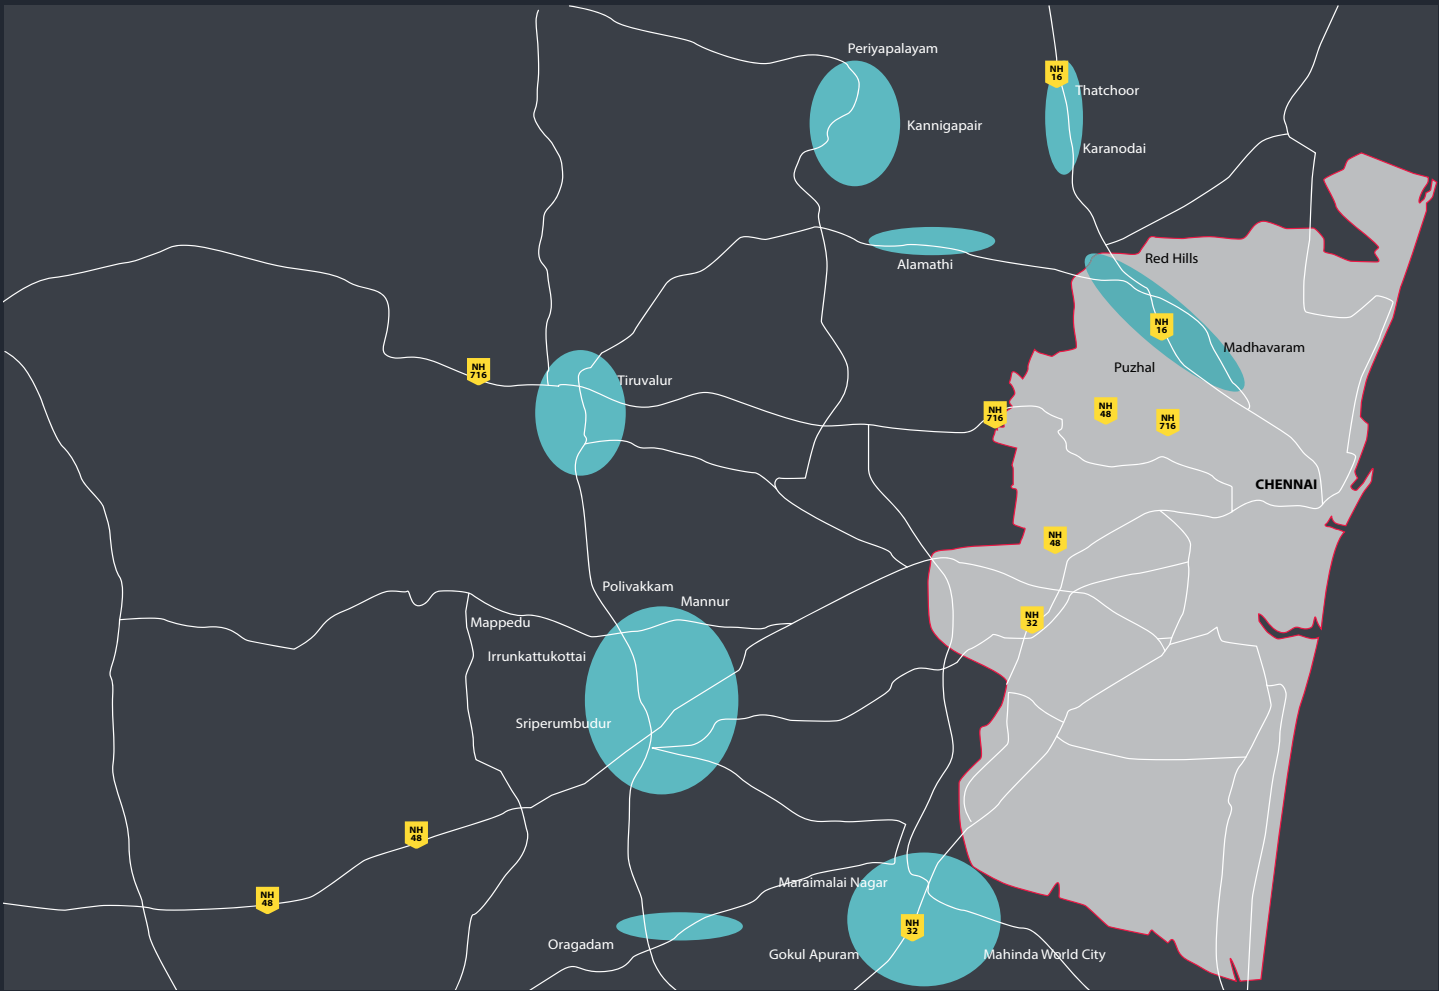 Periyapalayam
NH
16
Thatchoor
Kannigapair
Karanodai
Alamathi
Red Hills
NH
16
Madhavaram
Puzhal
NH
716
Tiruvalur
NH
716
NH
48
NH
716
CHENNAI
NH
48
Polivakkam
Mannur
Mappedu
NH
32
Irrunkattukottai
Sriperumbudur
NH
48
Maraimalai Nagar
NH
48
NH
32
Oragadam
Gokul Apuram
Mahinda World City